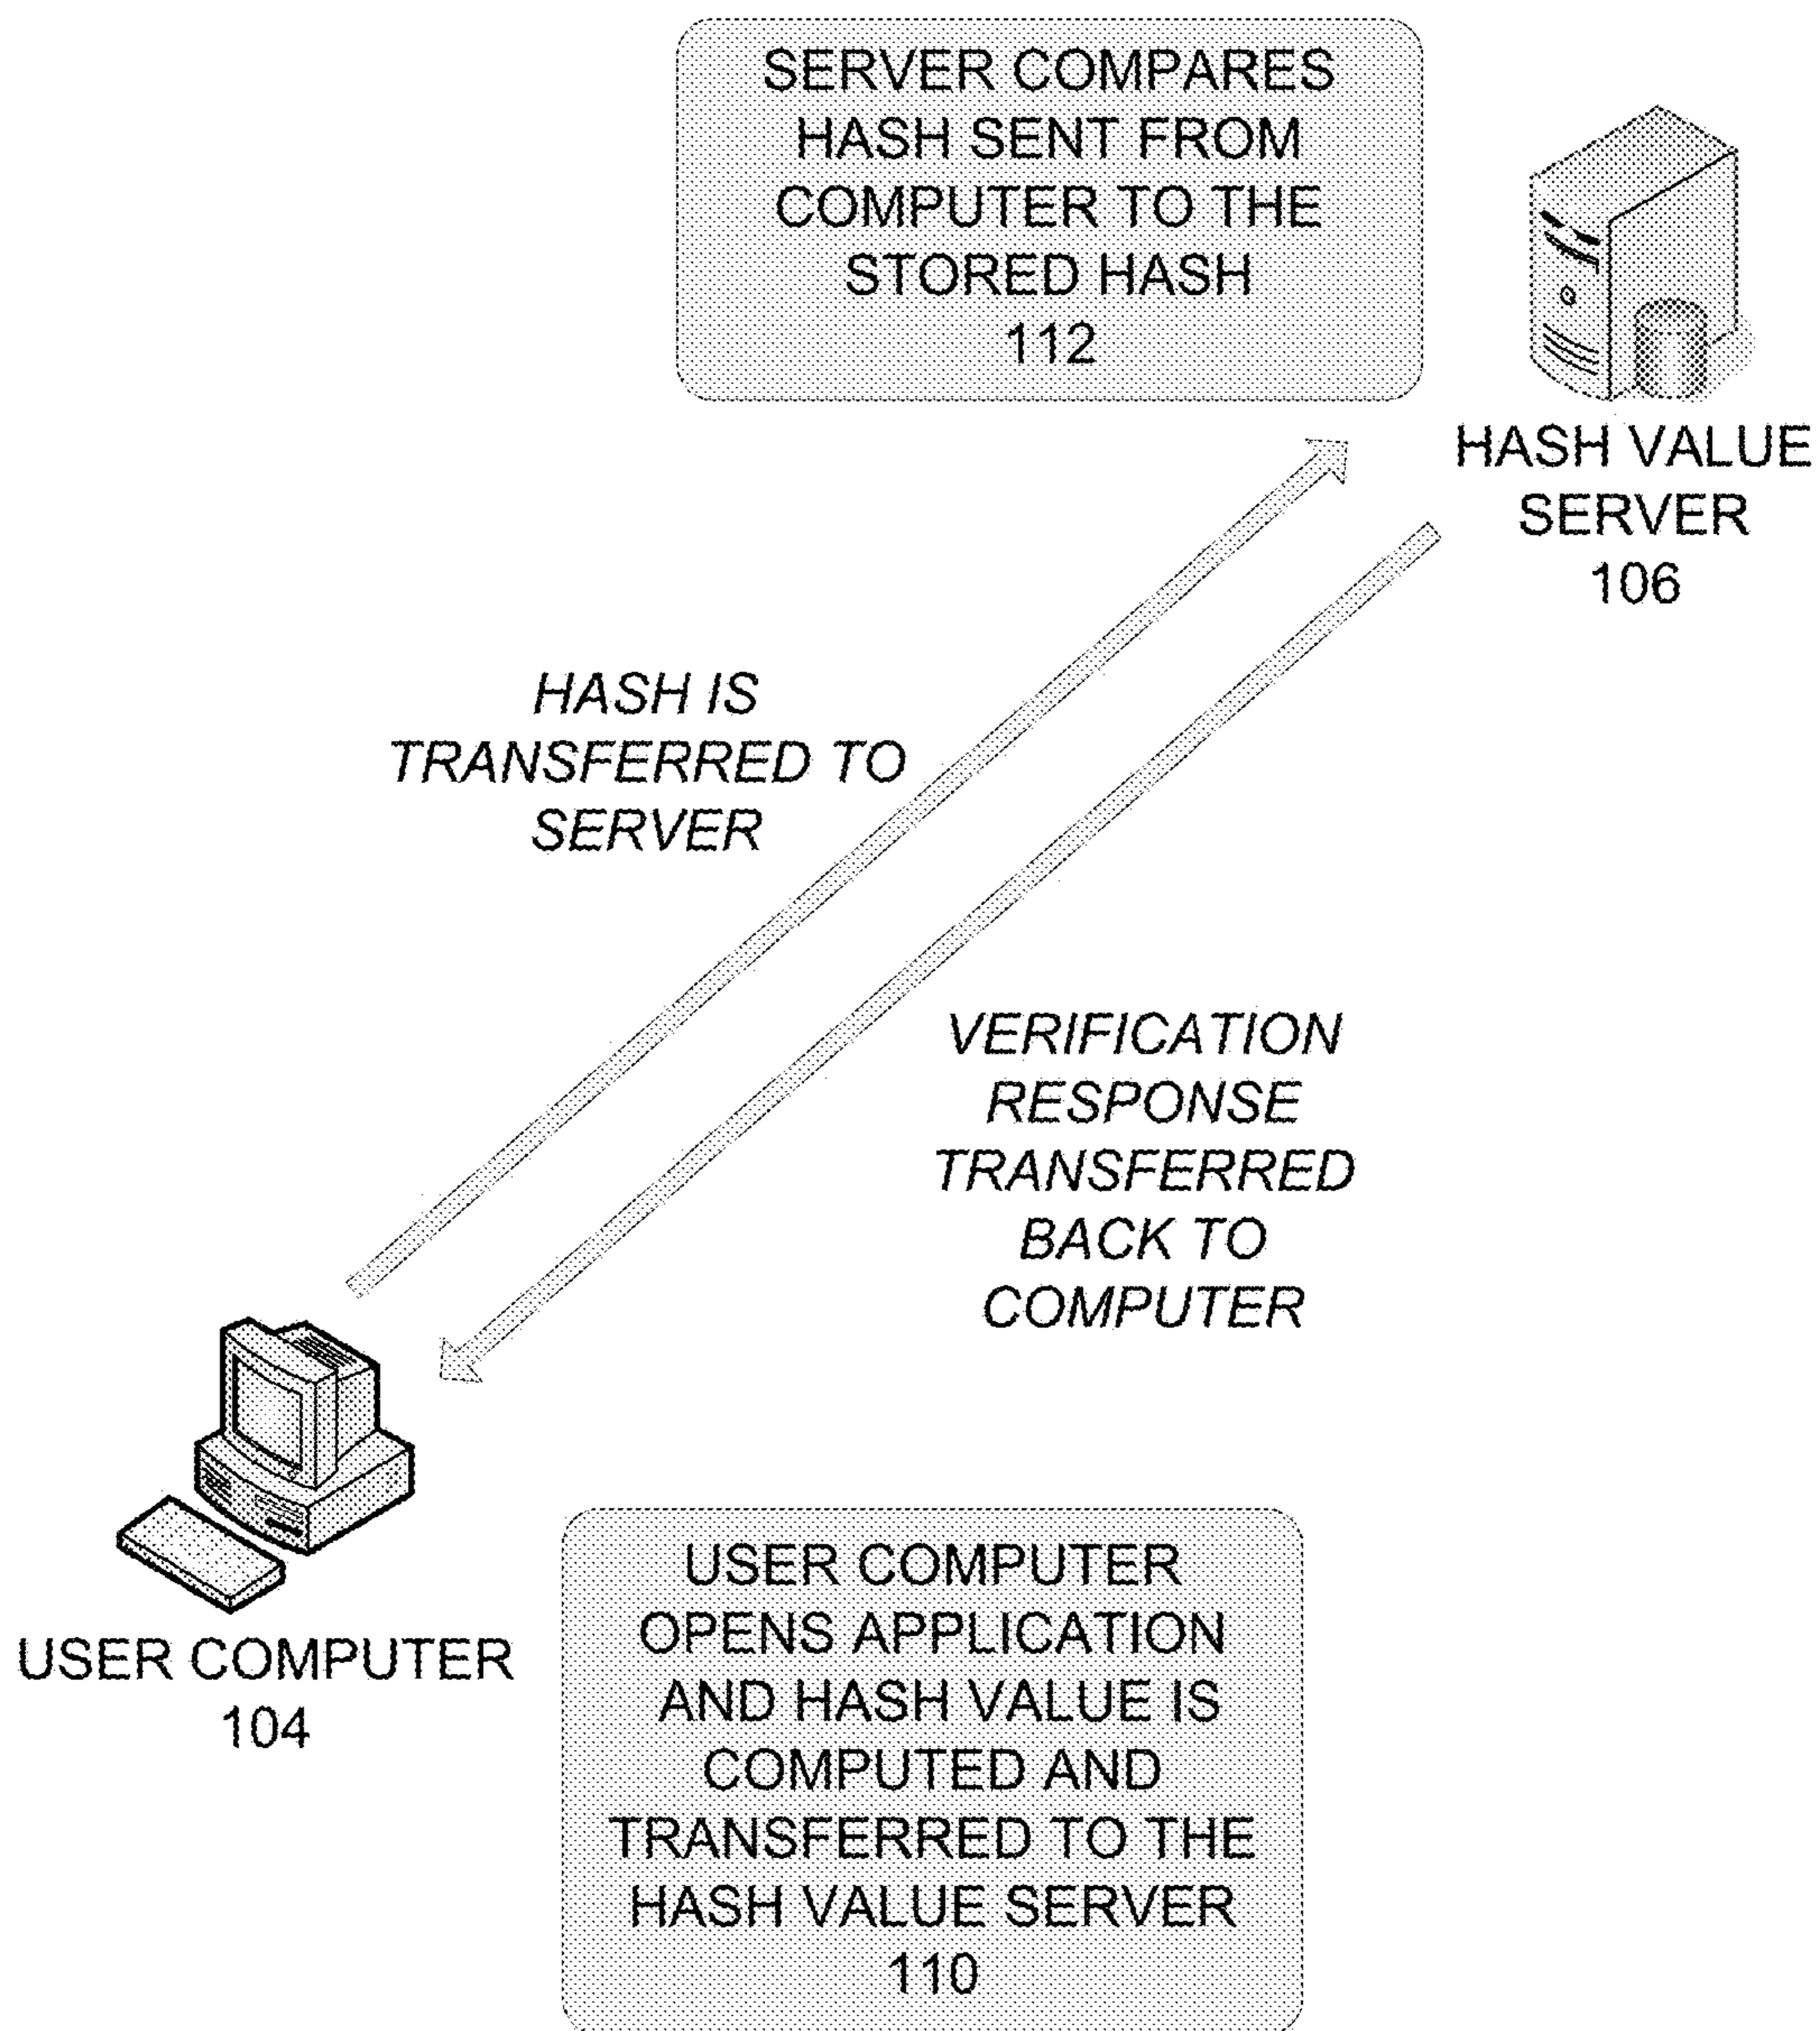 SERVER COMPARES
HASH SENT FROM
COMPUTER TO THE
STORED HASH
112
HASH VALUE
SERVER
106
HASH IS
TRANSFERRED TO
SERVER
VERIFICATION
RESPONSE
TRANSFERRED
BACK TO
COMPUTER
USER COMPUTER
104
USER COMPUTER
OPENS APPLICATION
AND HASH VALUE IS
COMPUTED AND
TRANSFERRED TO THE
HASH VALUE SERVER
110